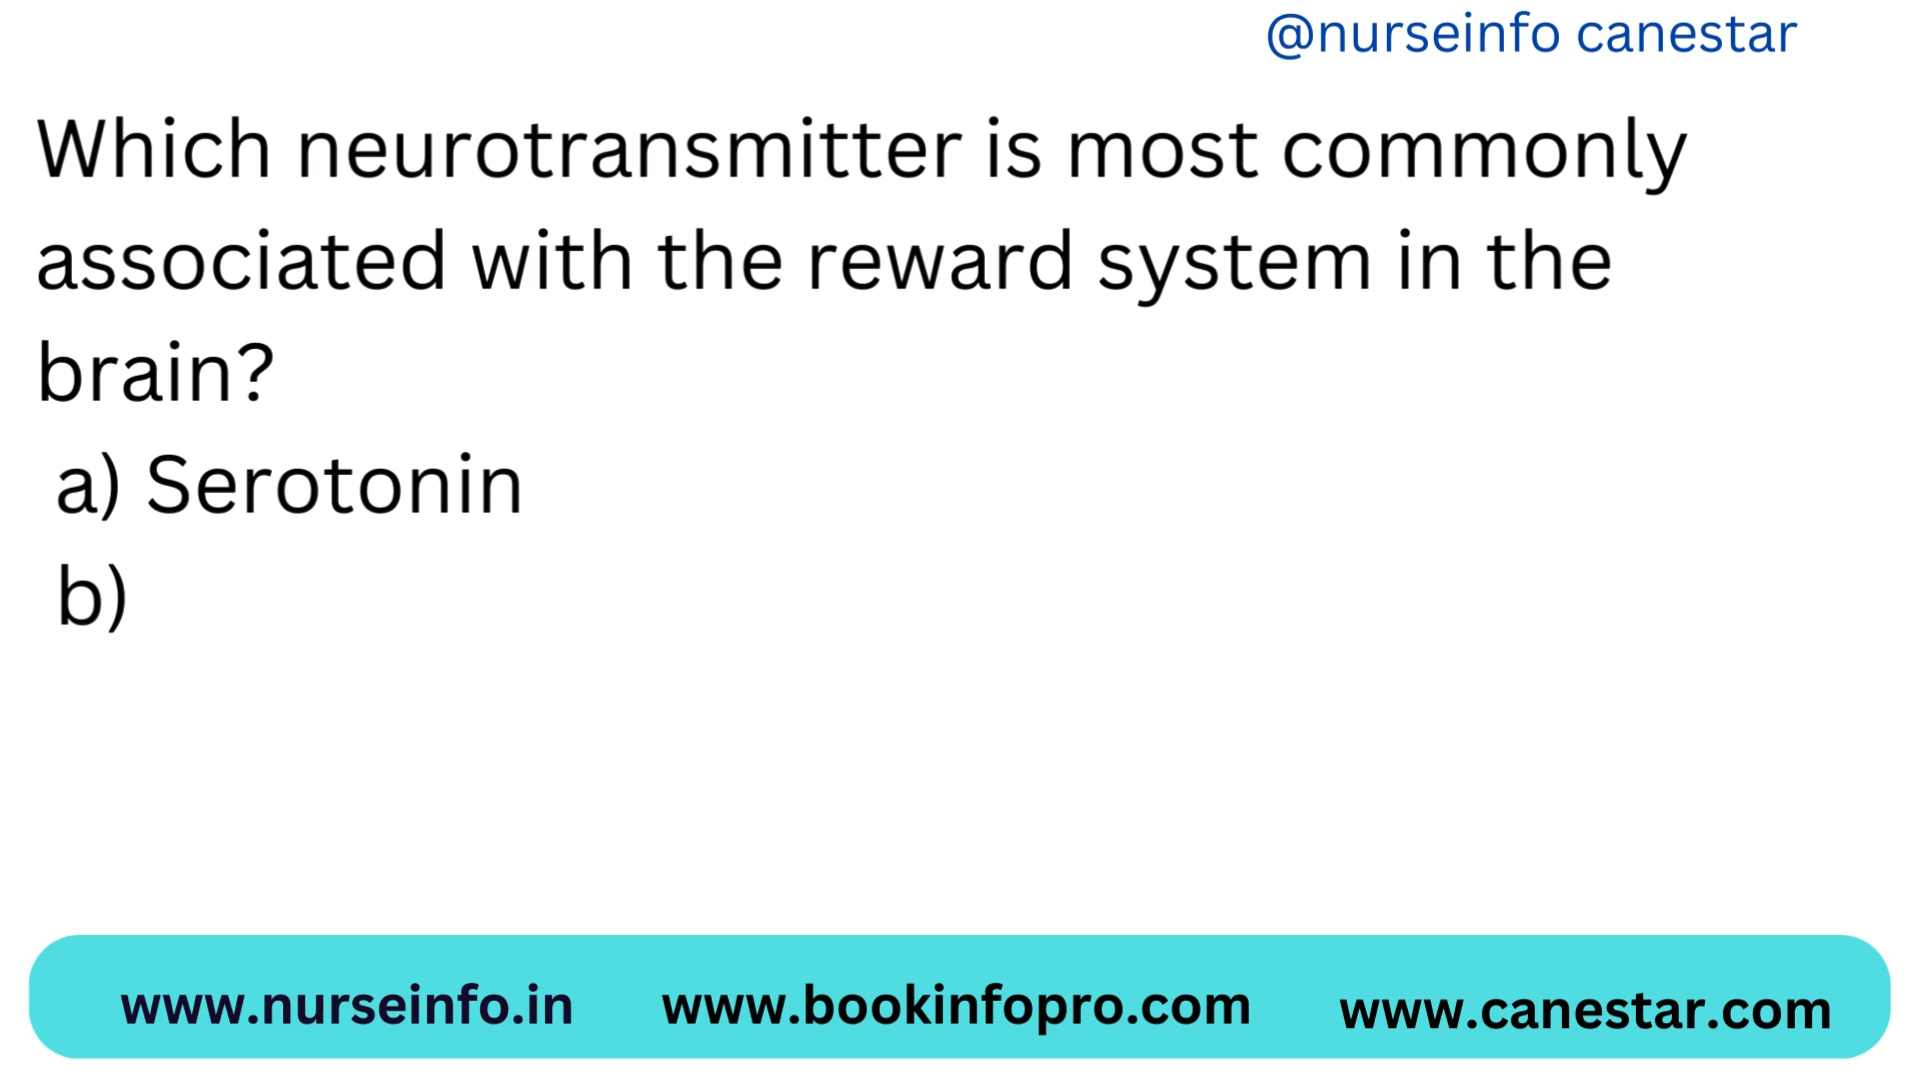 @nurseinfo canestar
Which neurotransmitter is most commonly
associated with the reward system in the
brain?
a) Serotonin
b)
www.nurseinfo.in www.bookinfopro.com www.canestar.com